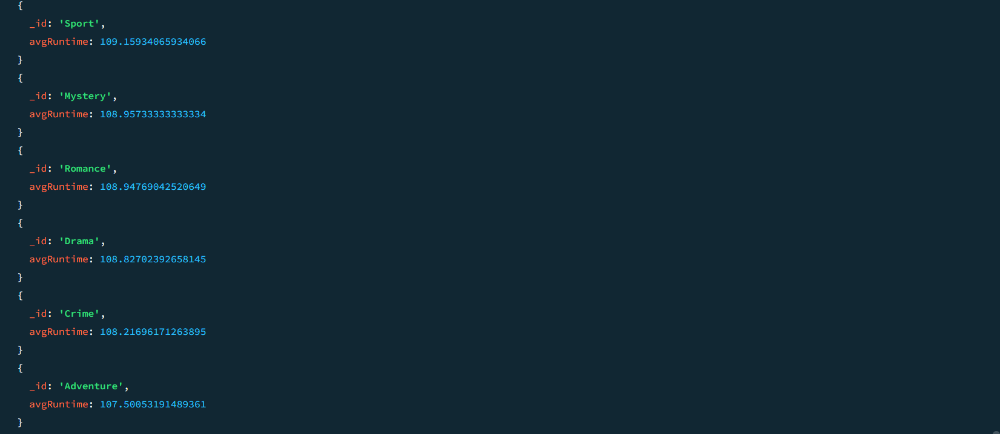 {
  _id: 'Sport',
  avgRuntime: 109.15934065934066
}
{
  _id: 'Mystery',
  avgRuntime: 108.95733333333334
}
{
  _id: 'Romance',
  avgRuntime: 108.94769042520649
}
{
  _id: 'Drama',
  avgRuntime: 108.82702392658145
}
{
  _id: 'Crime',
  avgRuntime: 108.21696171263895
}
{
  _id: 'Adventure',
  avgRuntime: 107.50053191489361
}